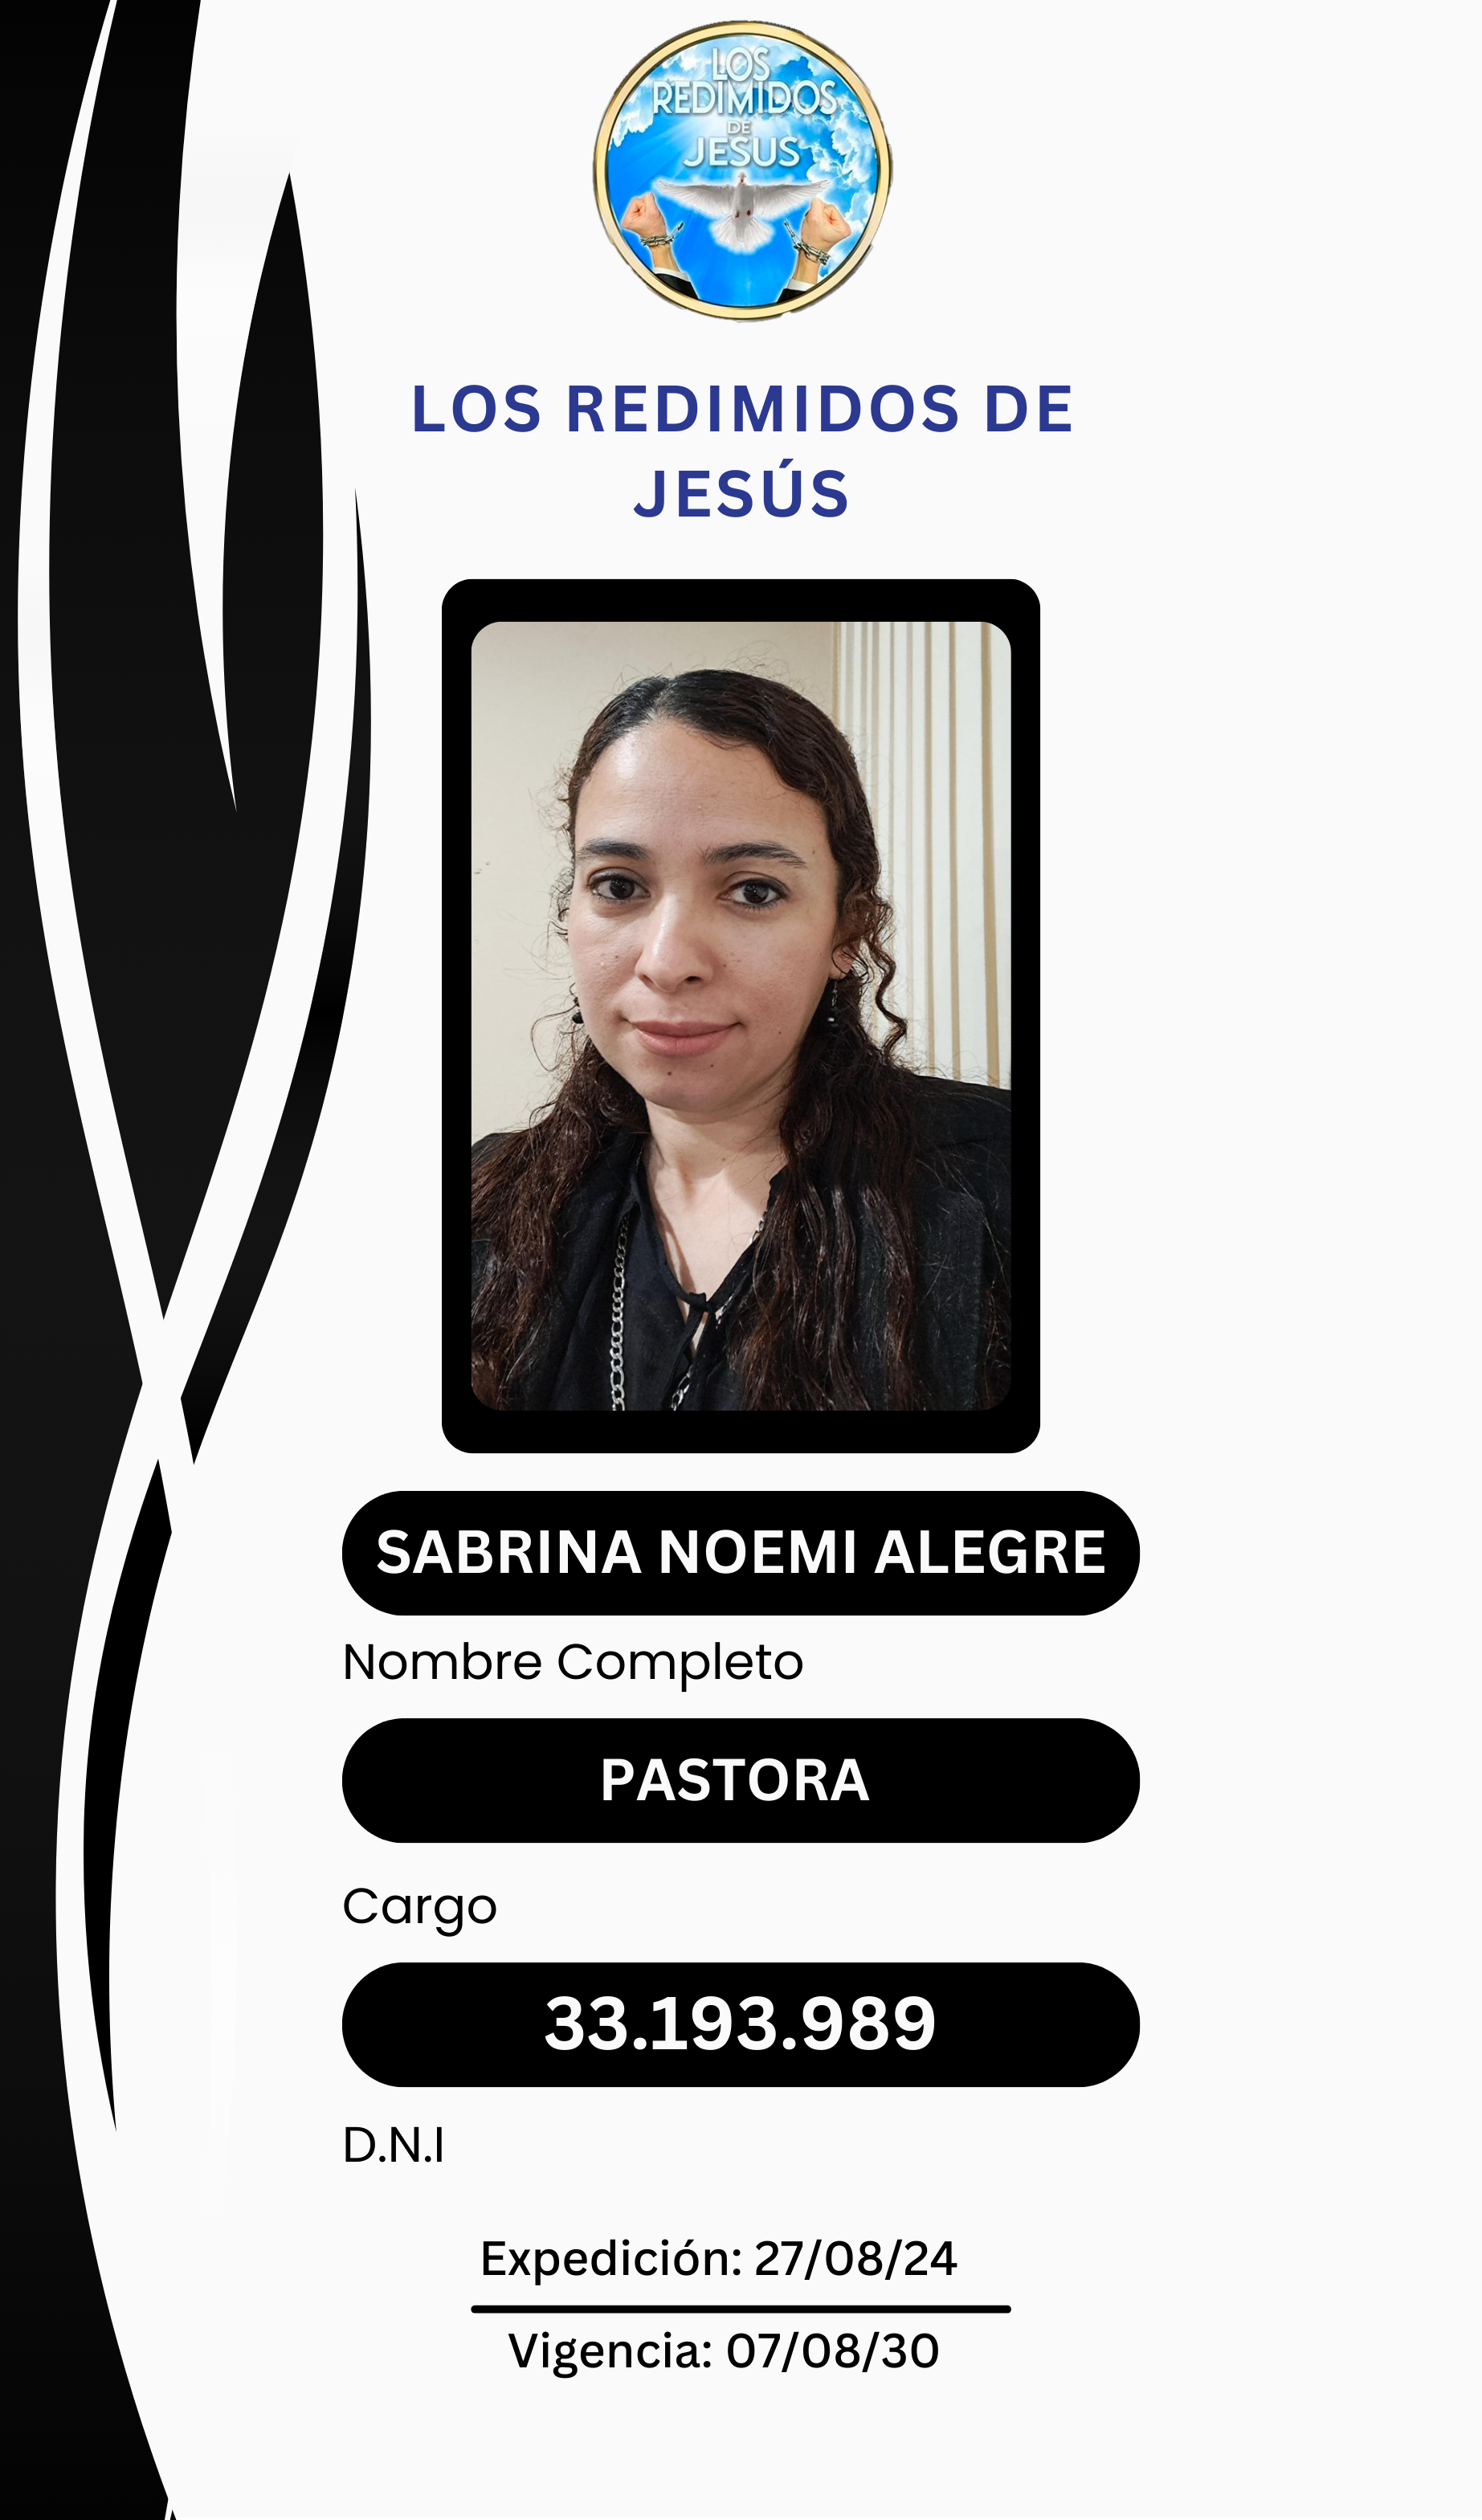 LOS
REDIMIDOS
DE
JESUS
LOS REDIMIDOS DE
JESÚS
SABRINA NOEMI ALEGRE
Nombre Completo
PASTORA
Cargo
33.193.989
D.N.I
Expedición: 27/08/24
Vigencia: 07/08/30